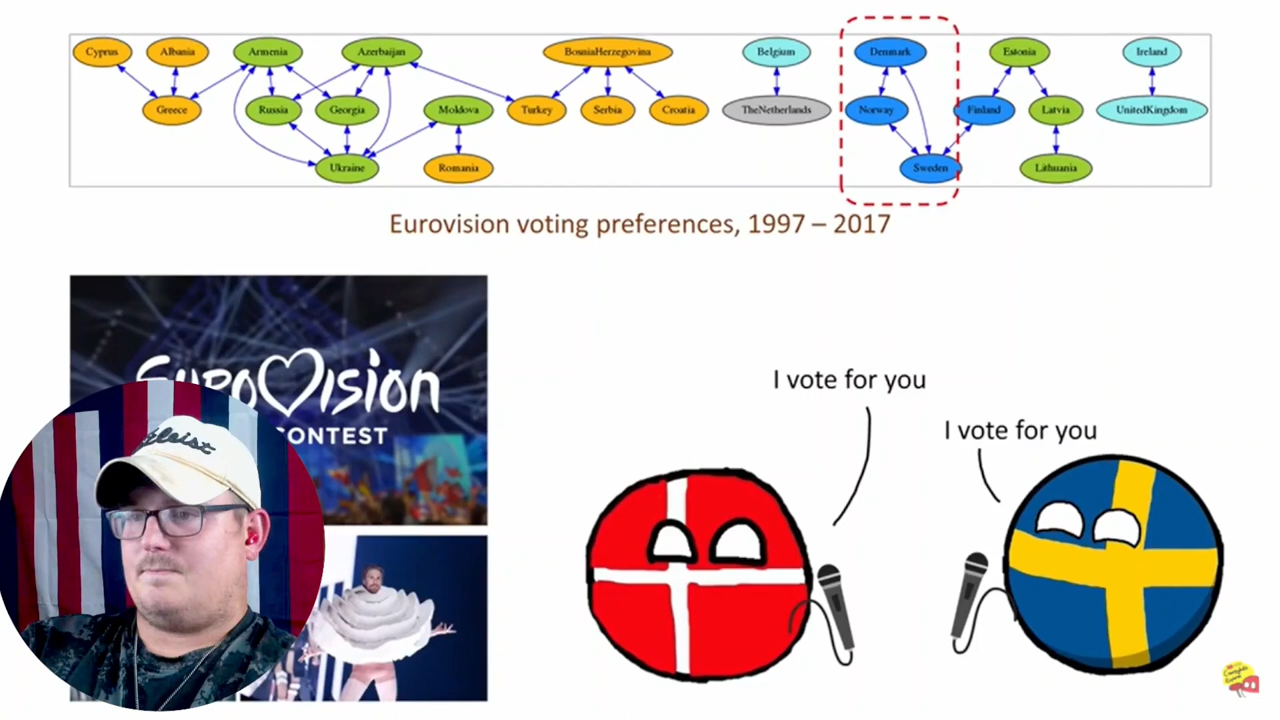 Cyprus Albania Armenia Azerbaijan BosniaHerzegovina Belgium Denmark Estonia Ireland
Greece Russia Georgia Moldova Turkey Serbia Croatia TheNetherlands Norway Finland Latvia UnitedKingdom
Ukraine Romania Sweden Lithuania
Eurovision voting preferences, 1997 – 2017
EUROVISION
CONTEST
I vote for you
I vote for you